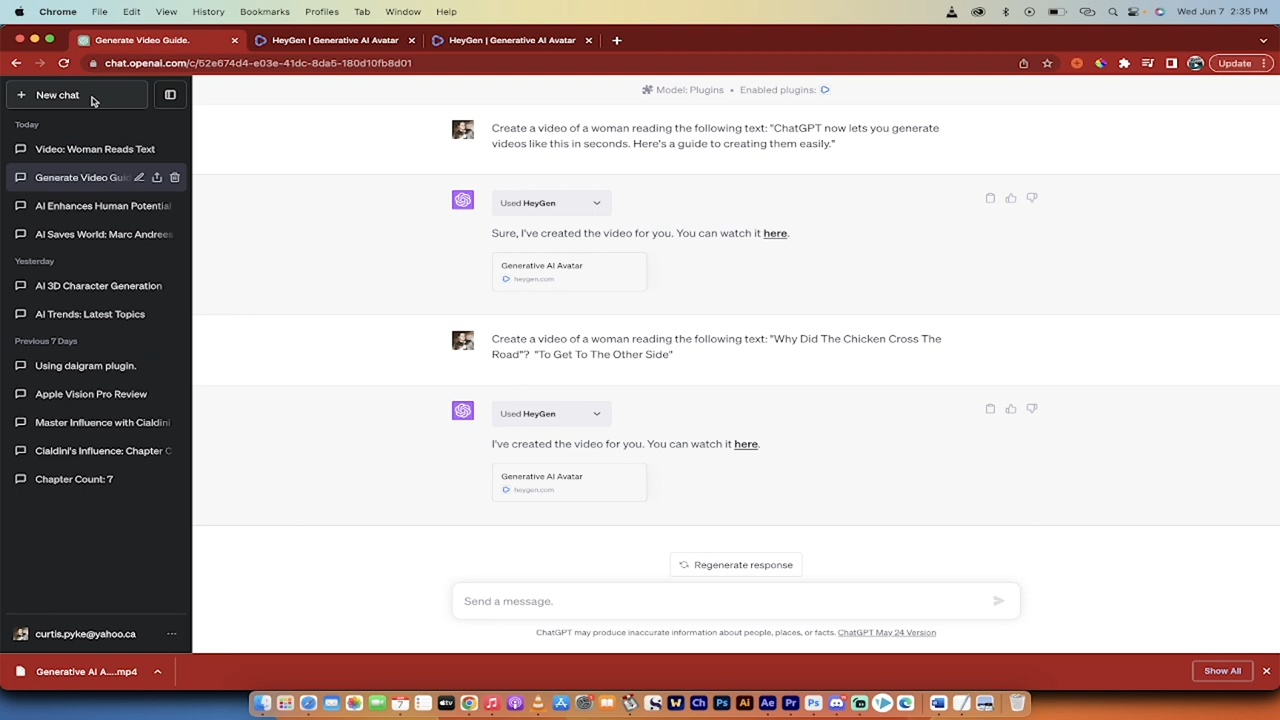 Chrome File Edit View History Bookmarks Profiles Tab Window Help Wed Jun 7 2:35 PM
Generate Video Guide. HeyGen | Generative AI Avatar HeyGen | Generative AI Avatar
chat.openai.com/c/52e674d4-e03e-41dc-8da5-180d10fb8d01 Update
New chat
Today
Video: Woman Reads Text
Generate Video Gui
AI Enhances Human Potential
AI Saves World: Marc Andrees
Yesterday
AI 3D Character Generation
AI Trends: Latest Topics
Previous 7 Days
Using daigram plugin.
Apple Vision Pro Review
Master Influence with Cialdini
Cialdini's Influence: Chapter C
Chapter Count: 7
curtis.pyke@yahoo.ca
Model: Plugins • Enabled plugins:
Create a video of a woman reading the following text: "ChatGPT now lets you generate
videos like this in seconds. Here's a guide to creating them easily."
Used HeyGen
Sure, I've created the video for you. You can watch it here.
Generative AI Avatar
heygen.com
Create a video of a woman reading the following text: "Why Did The Chicken Cross The
Road"? "To Get To The Other Side"
Used HeyGen
I've created the video for you. You can watch it here.
Generative AI Avatar
heygen.com
Regenerate response
Send a message.
ChatGPT may produce inaccurate information about people, places, or facts. ChatGPT May 24 Version
Generative AI A....mp4 Show All
7 tv W Ch Ps Ai Ae Pr Ps W